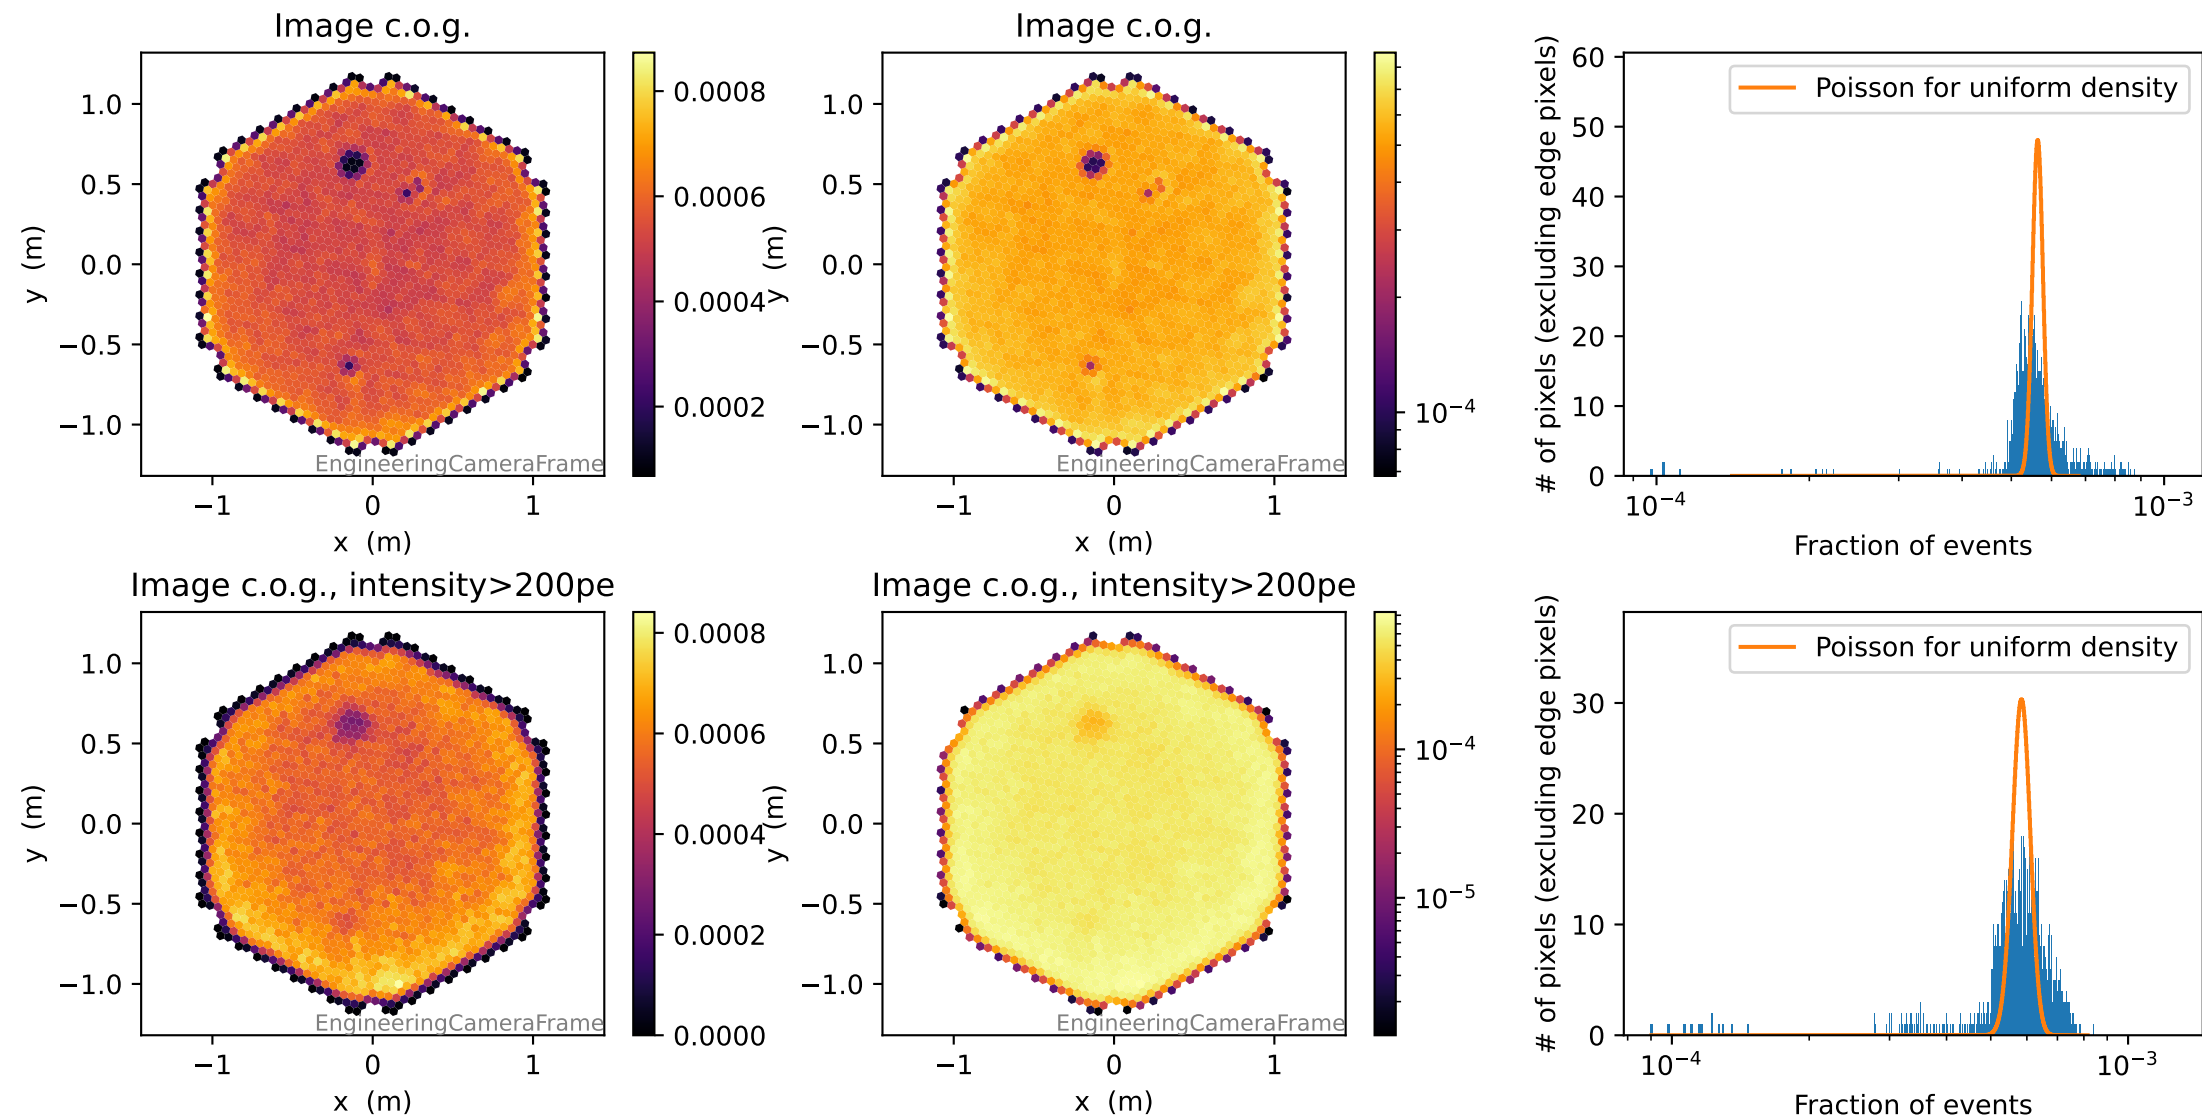 Image c.o.g.
1.0
0.5
0.0
−0.5
−1.0
y (m)
−1
0
1
x (m)
EngineeringCameraFrame
0.0008
0.0006
0.0004
0.0002
Image c.o.g.
1.0
0.5
0.0
−0.5
−1.0
y (m)
−1
0
1
x (m)
EngineeringCameraFrame
10⁻⁴
# of pixels (excluding edge pixels)
60
50
40
30
20
10
0
Poisson for uniform density
10⁻⁴
10⁻³
Fraction of events
Image c.o.g., intensity>200pe
1.0
0.5
0.0
−0.5
−1.0
y (m)
−1
0
1
x (m)
EngineeringCameraFrame
0.0008
0.0006
0.0004
0.0002
0.0000
Image c.o.g., intensity>200pe
1.0
0.5
0.0
−0.5
−1.0
y (m)
−1
0
1
x (m)
EngineeringCameraFrame
10⁻⁴
10⁻⁵
# of pixels (excluding edge pixels)
30
20
10
0
Poisson for uniform density
10⁻⁴
10⁻³
Fraction of events